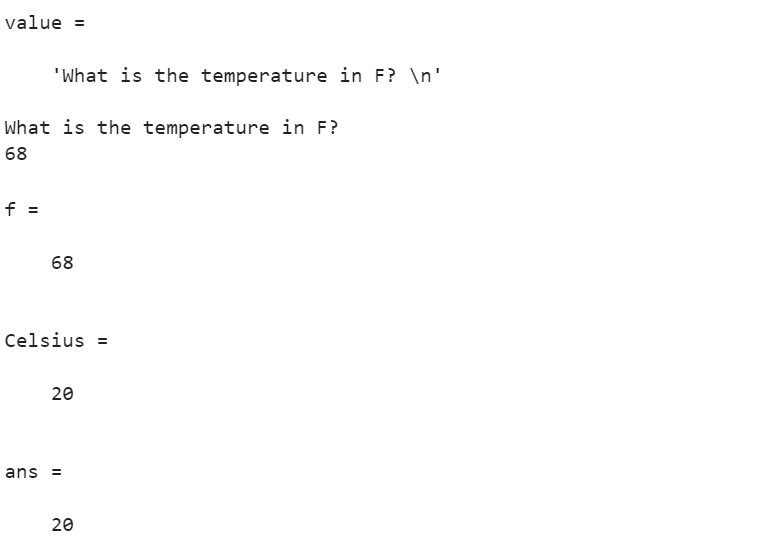 value =
'What is the temperature in F? \n'
What is the temperature in F?
68
f =
68
Celsius =
20
ans =
20